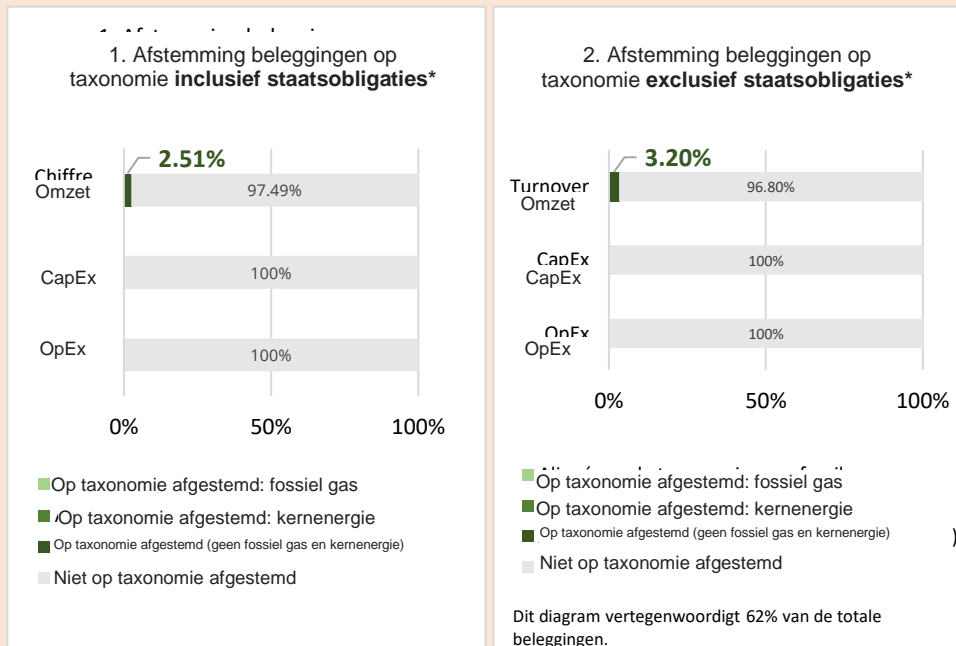 1. Afstemming beleggingen op
taxonomie inclusief staatsobligaties*
2.51%
Chiffre
Omzet
97.49%
CapEx
100%
OpEx
100%
0%
50%
100%
Op taxonomie afgestemd: fossiel gas
Op taxonomie afgestemd: kernenergie
Op taxonomie afgestemd (geen fossiel gas en kernenergie)
Niet op taxonomie afgestemd
2. Afstemming beleggingen op
taxonomie exclusief staatsobligaties*
3.20%
Turnover
Omzet
96.80%
CapEx
CapEx
100%
OpEx
OpEx
100%
0%
50%
100%
Op taxonomie afgestemd: fossiel gas
Op taxonomie afgestemd: kernenergie
Op taxonomie afgestemd (geen fossiel gas en kernenergie)
)
Niet op taxonomie afgestemd
Dit diagram vertegenwoordigt 62% van de totale
beleggingen.